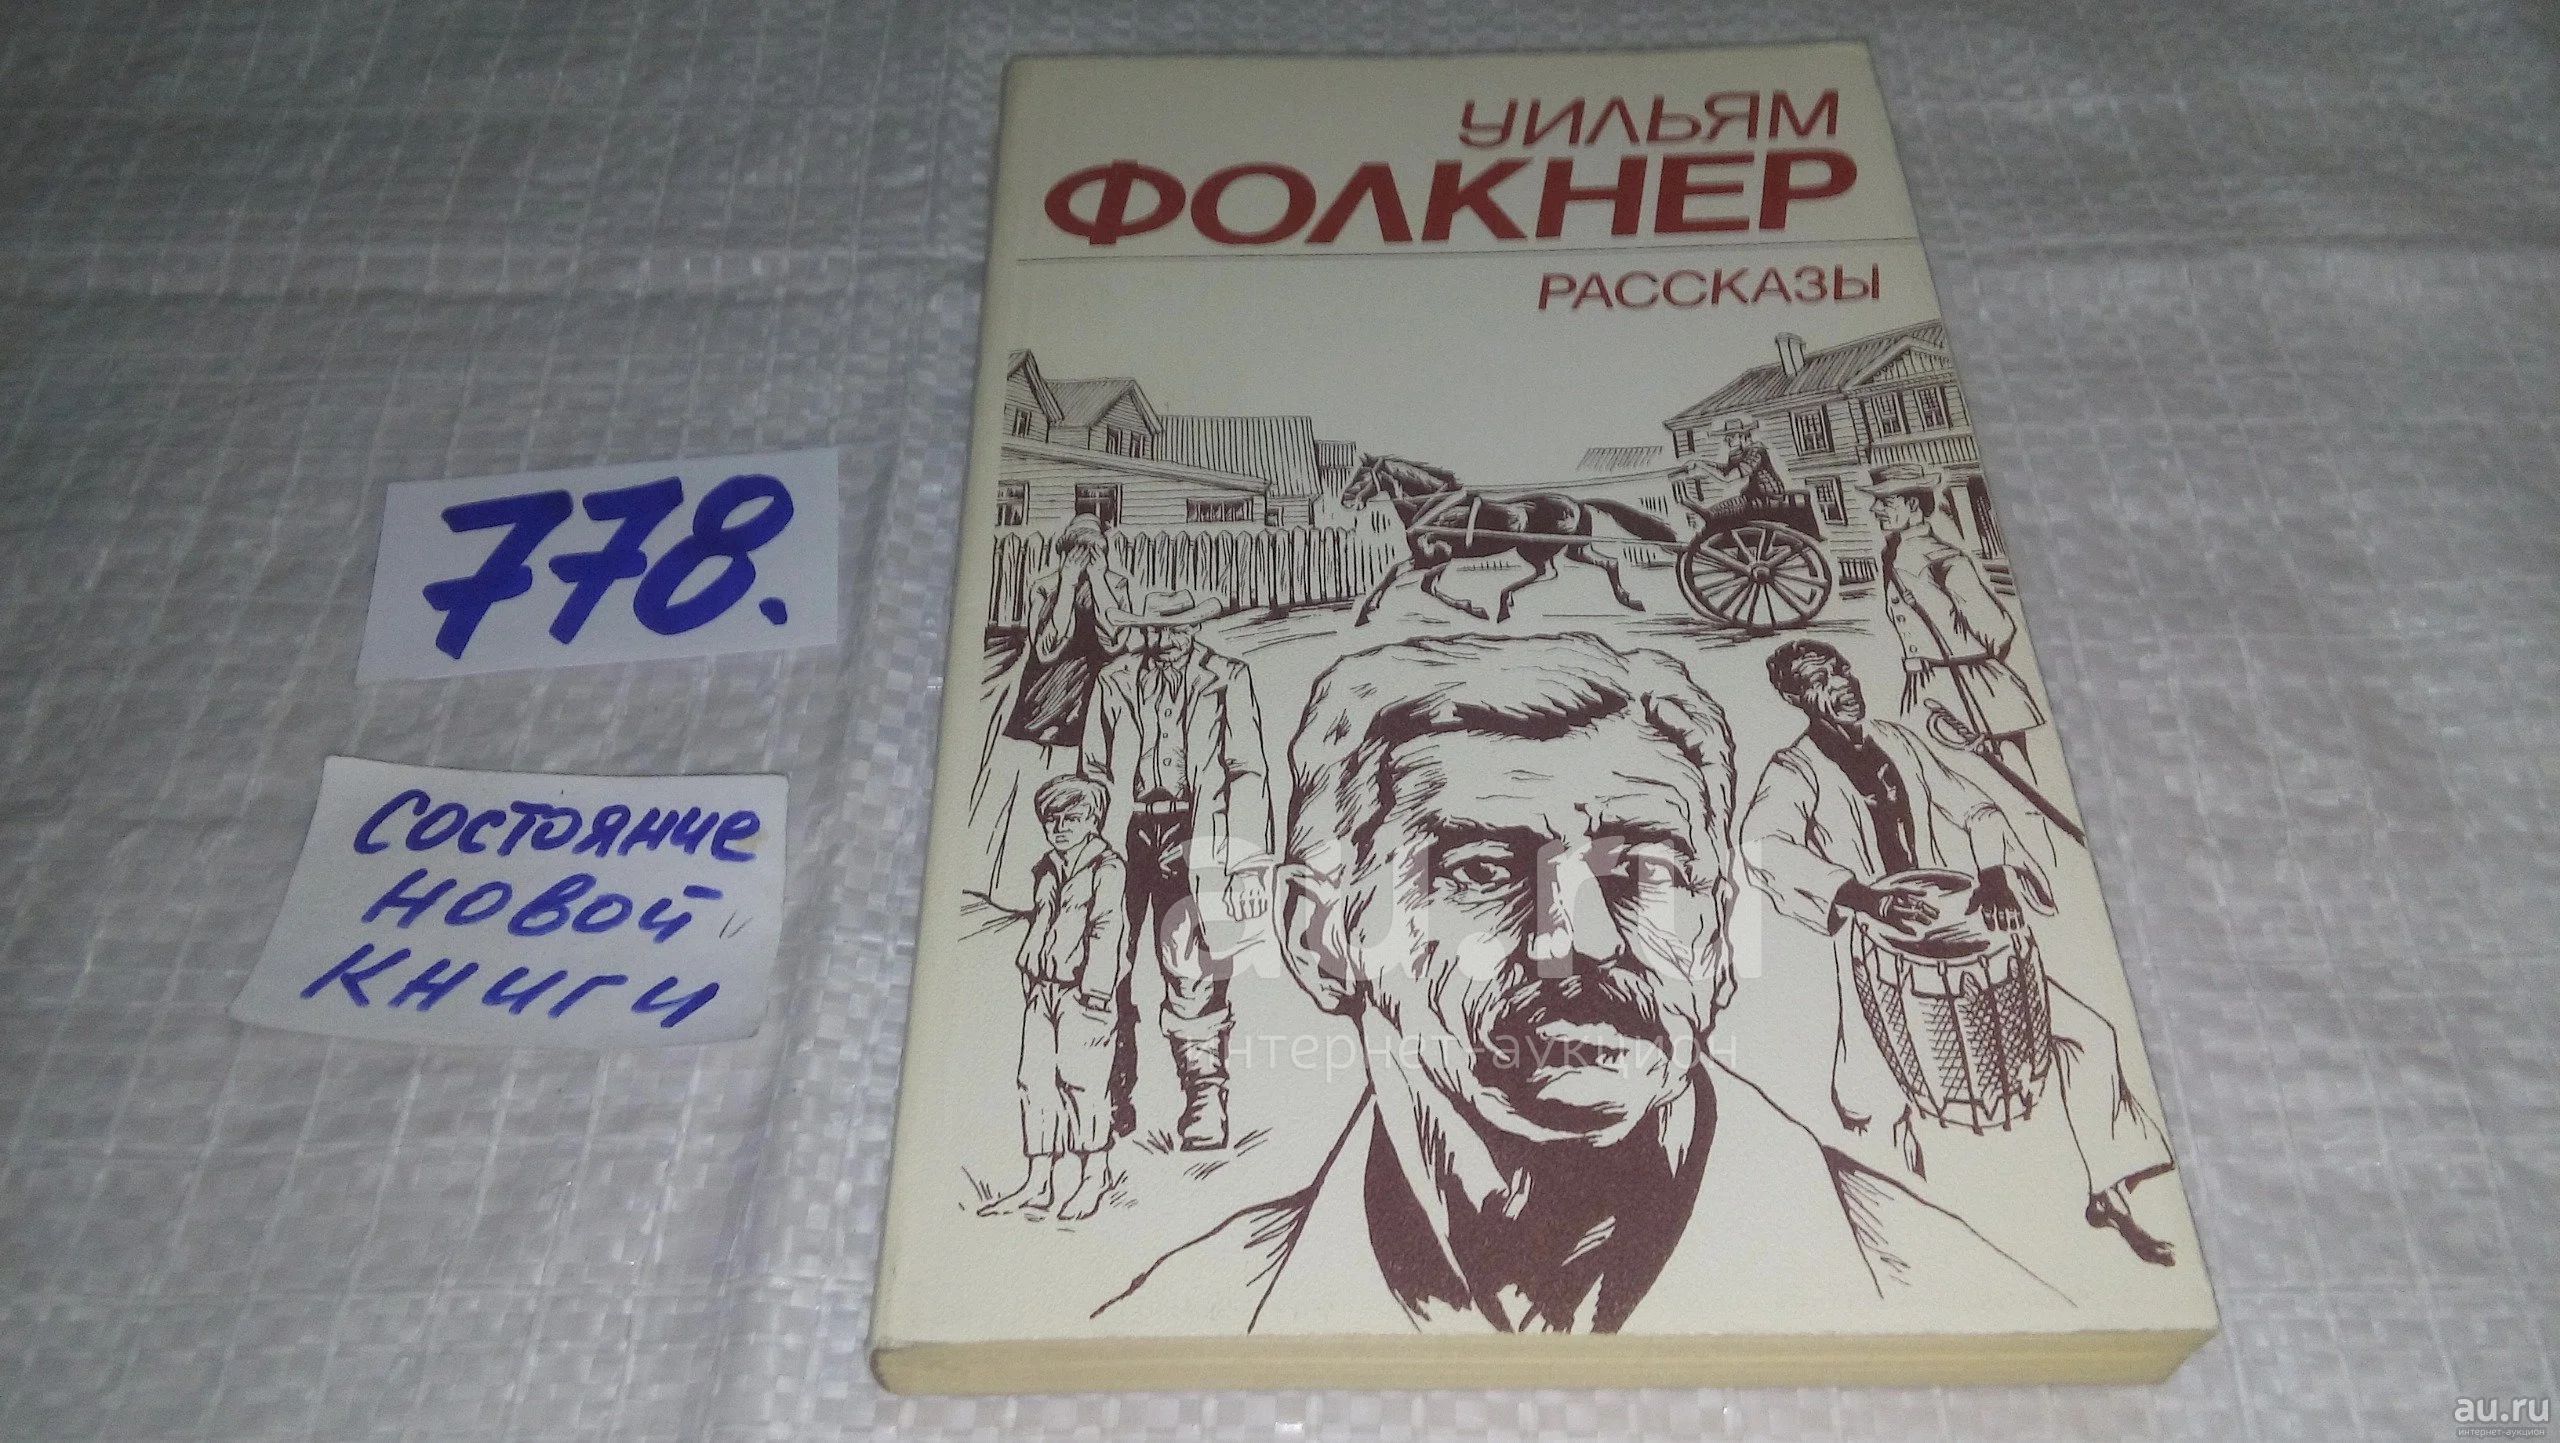 УИЛЬЯМ
ФОЛКНЕР
РАССКАЗЫ
778.
Состояние
новой
книги
au.ru
интернет-аукцион
au.ru
интернет-аукцион